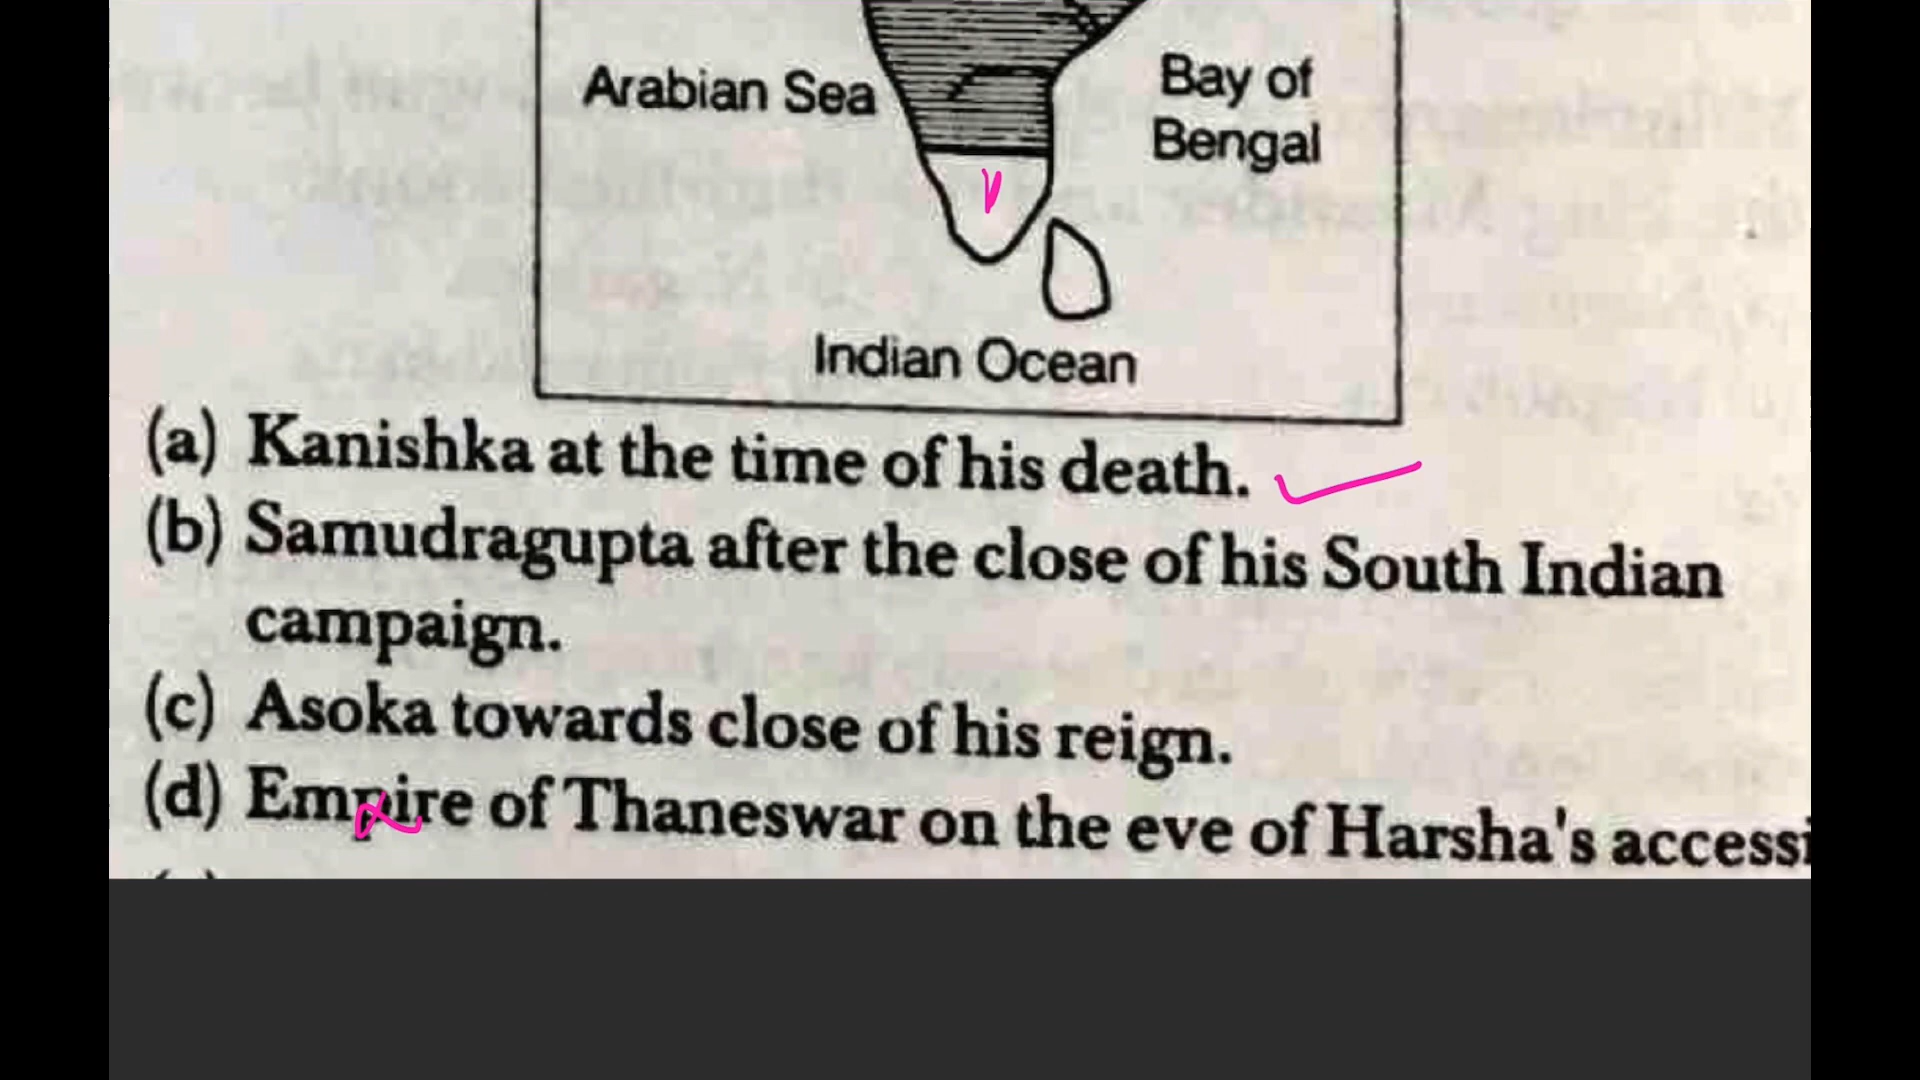 Arabian Sea
Bay of
Bengal
Indian Ocean
(a) Kanishka at the time of his death.
(b) Samudragupta after the close of his South Indian
campaign.
(c) Asoka towards close of his reign.
(d) Empire of Thaneswar on the eve of Harsha's accessi